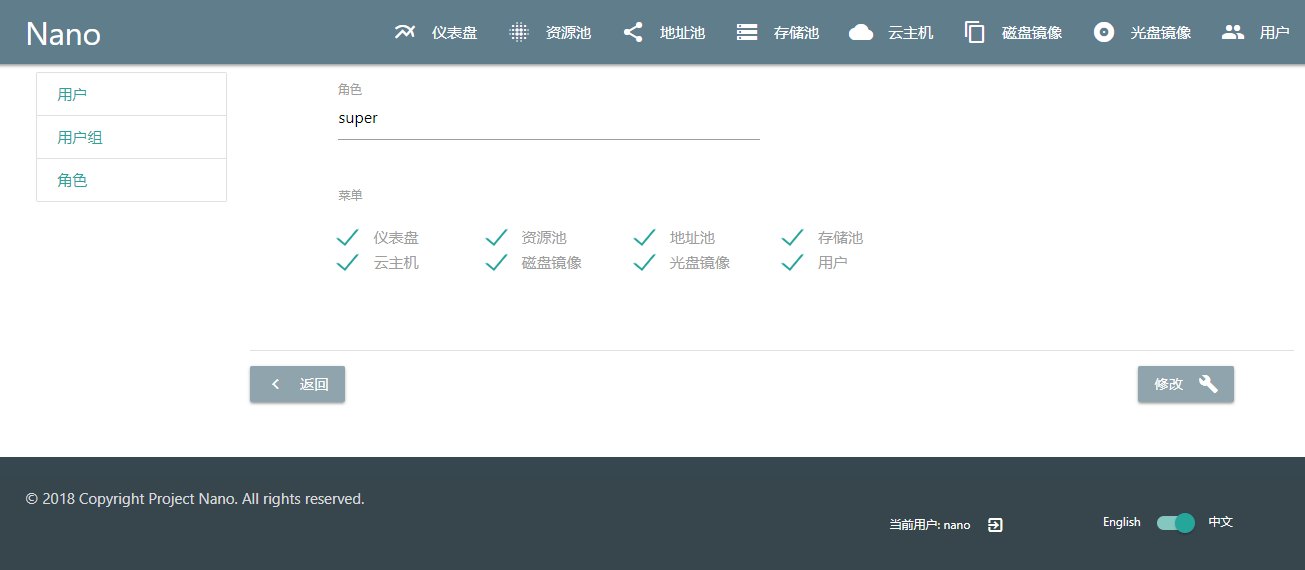 Nano 仪表盘 资源池 地址池 存储池 云主机 磁盘镜像 光盘镜像 用户
用户
用户组
角色
角色
super
菜单
仪表盘 资源池 地址池 存储池
云主机 磁盘镜像 光盘镜像 用户
返回 修改
© 2018 Copyright Project Nano. All rights reserved.
当前用户: nano English 中文